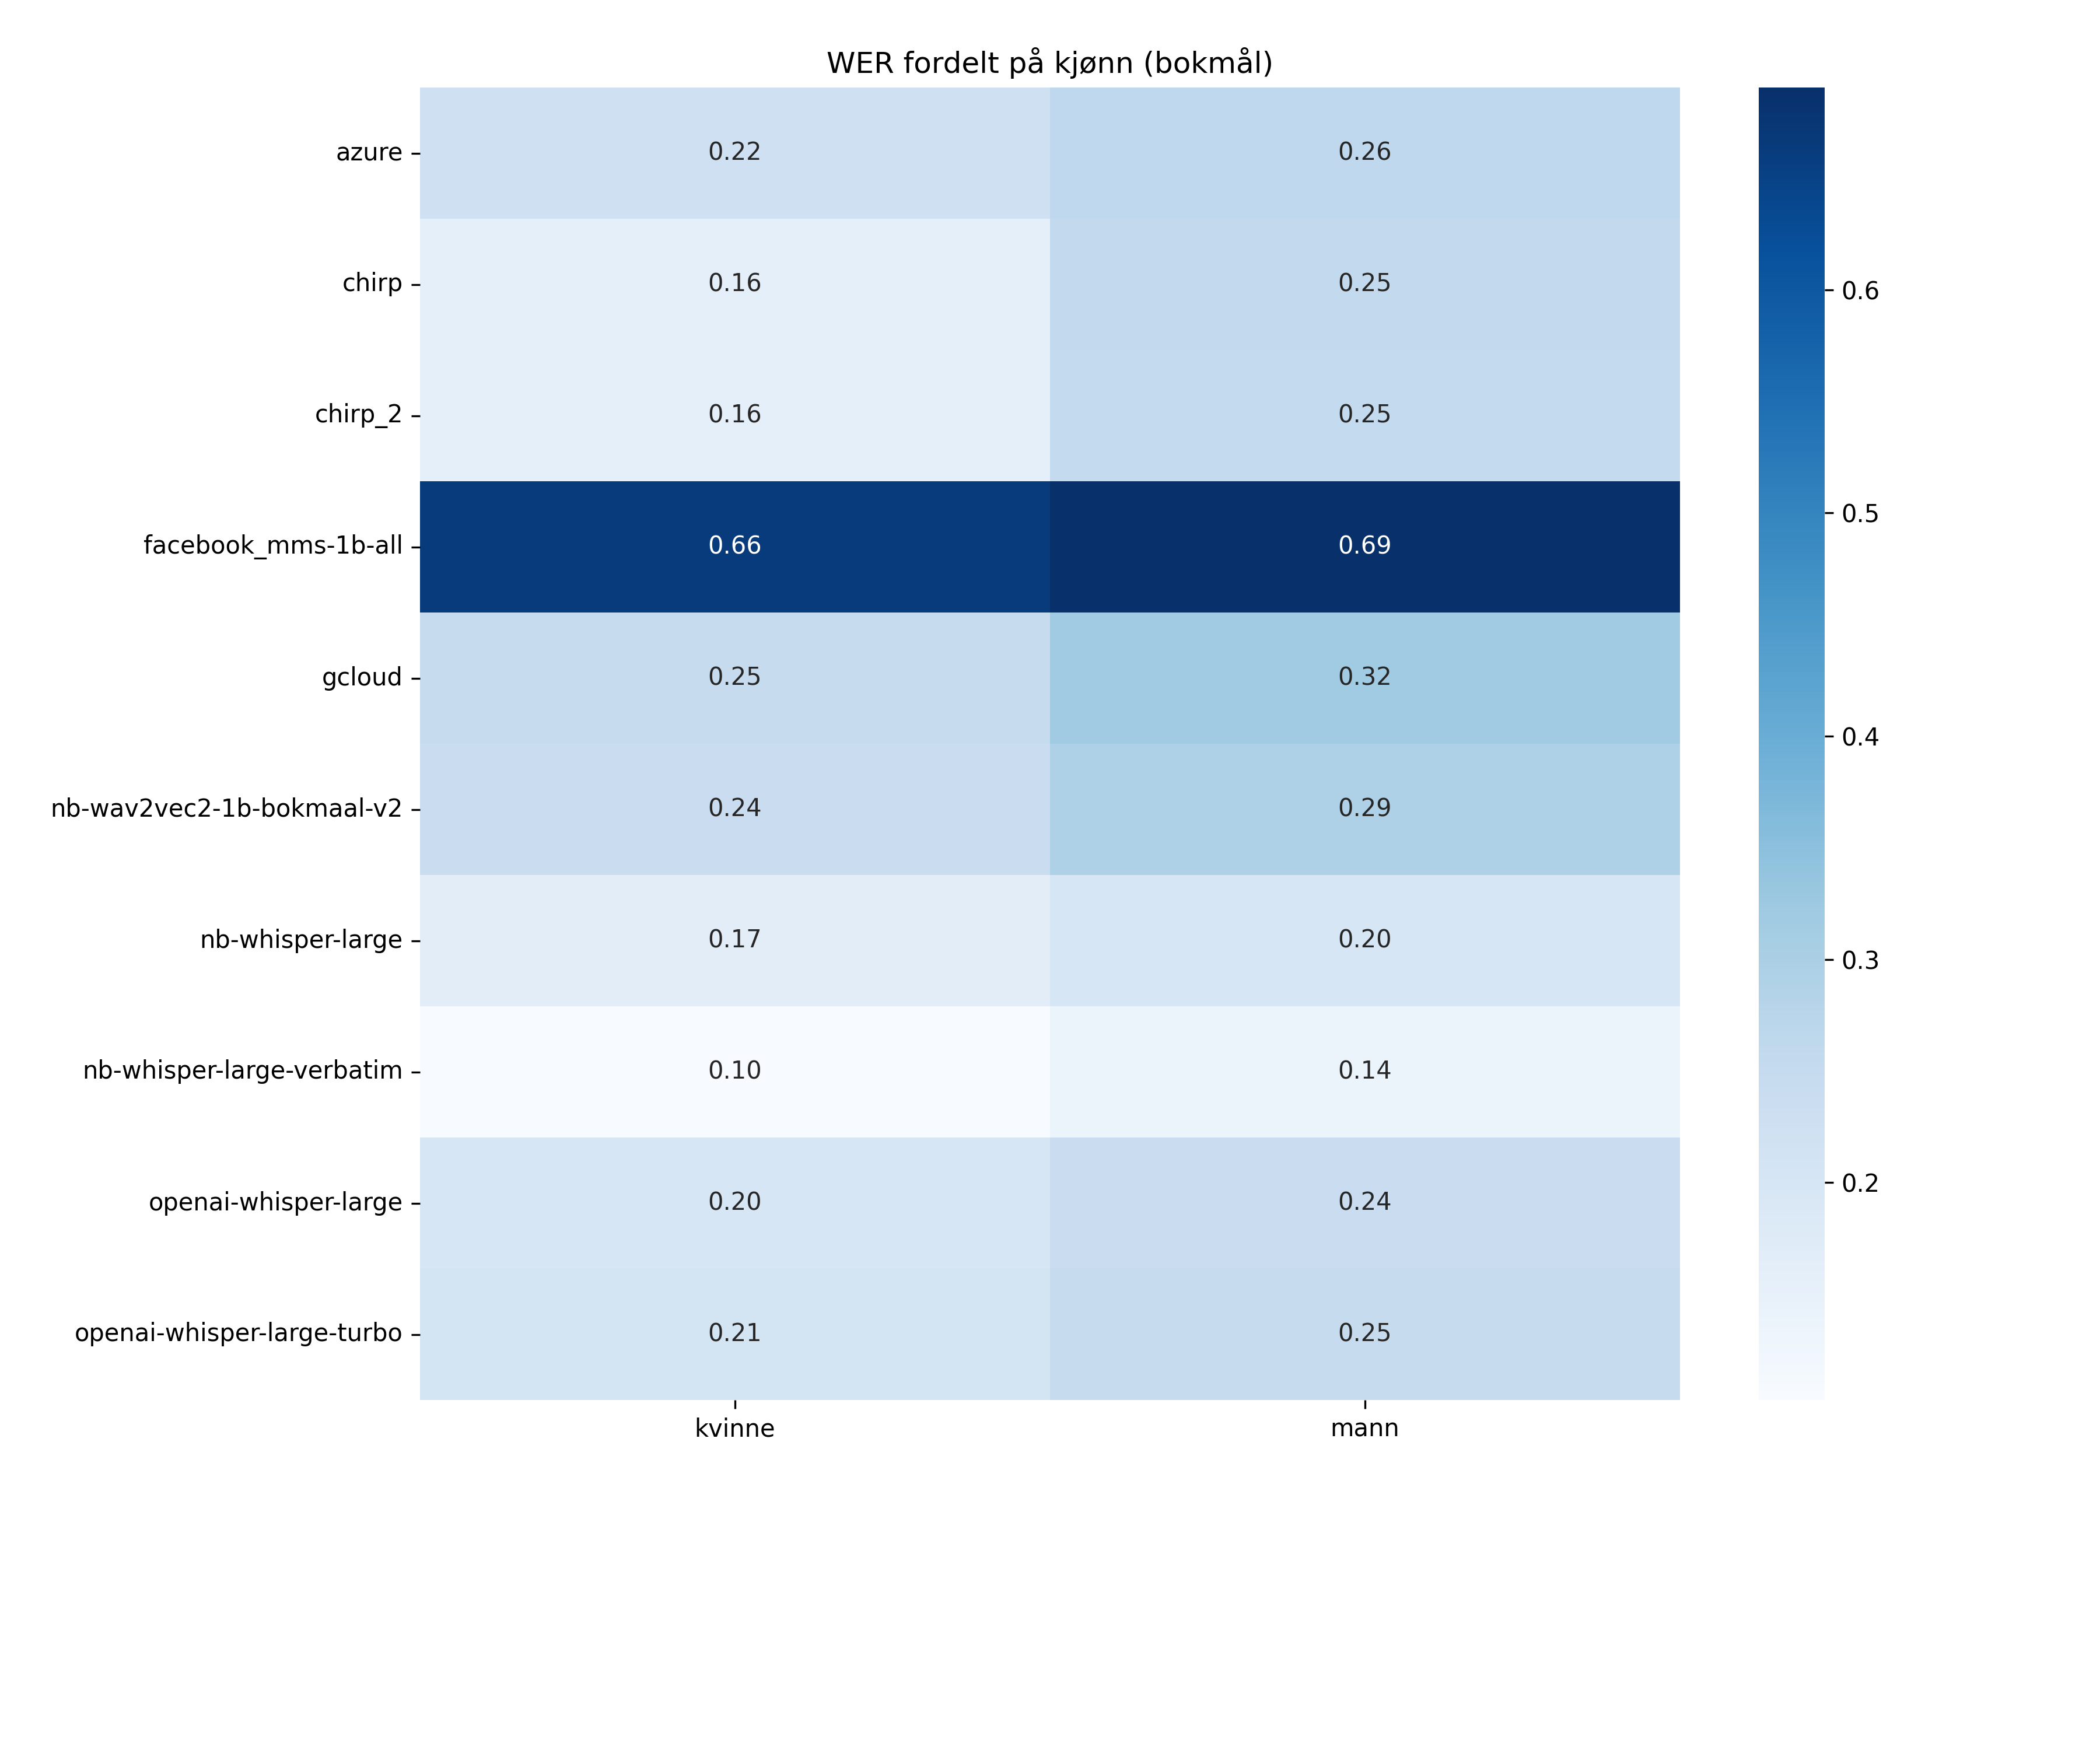 WER fordelt på kjønn (bokmål)
azure 0.22 0.26
chirp 0.16 0.25
0.6
chirp_2 0.16 0.25
0.5
facebook_mms-1b-all 0.66 0.69
gcloud 0.25 0.32
0.4
nb-wav2vec2-1b-bokmaal-v2 0.24 0.29
nb-whisper-large 0.17 0.20
0.3
nb-whisper-large-verbatim 0.10 0.14
0.2
openai-whisper-large 0.20 0.24
openai-whisper-large-turbo 0.21 0.25
kvinne mann